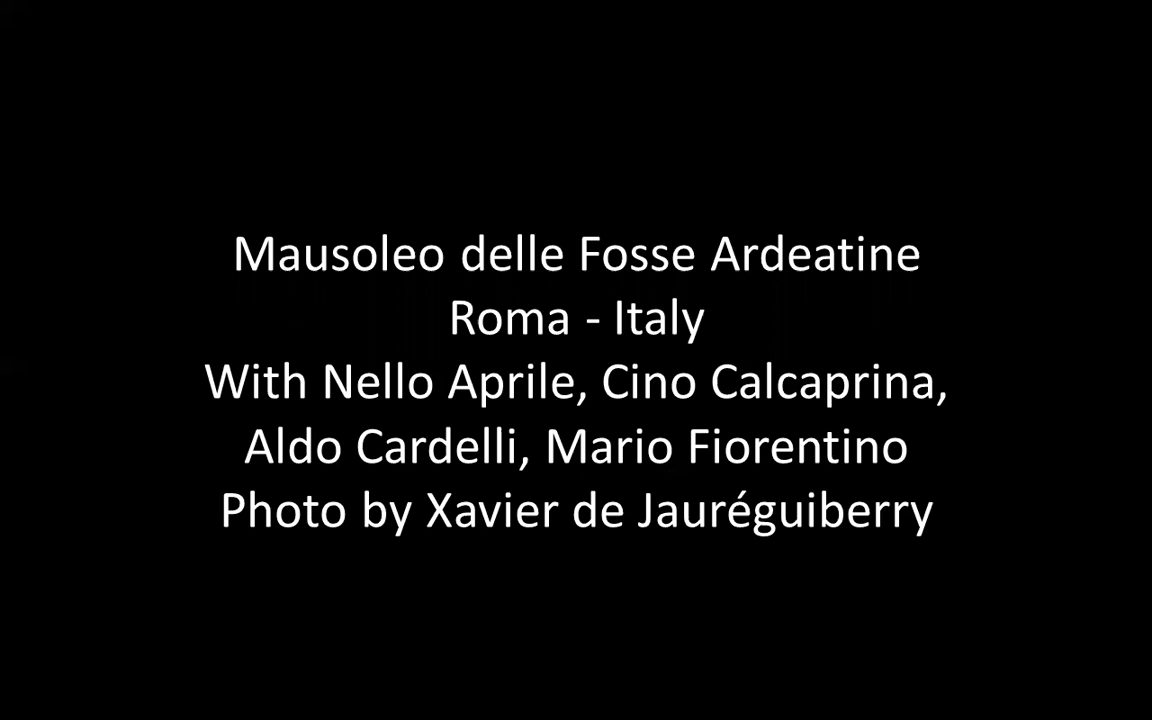 Mausoleo delle Fosse Ardeatine
Roma - Italy
With Nello Aprile, Cino Calcaprina,
Aldo Cardelli, Mario Fiorentino
Photo by Xavier de Jauréguiberry